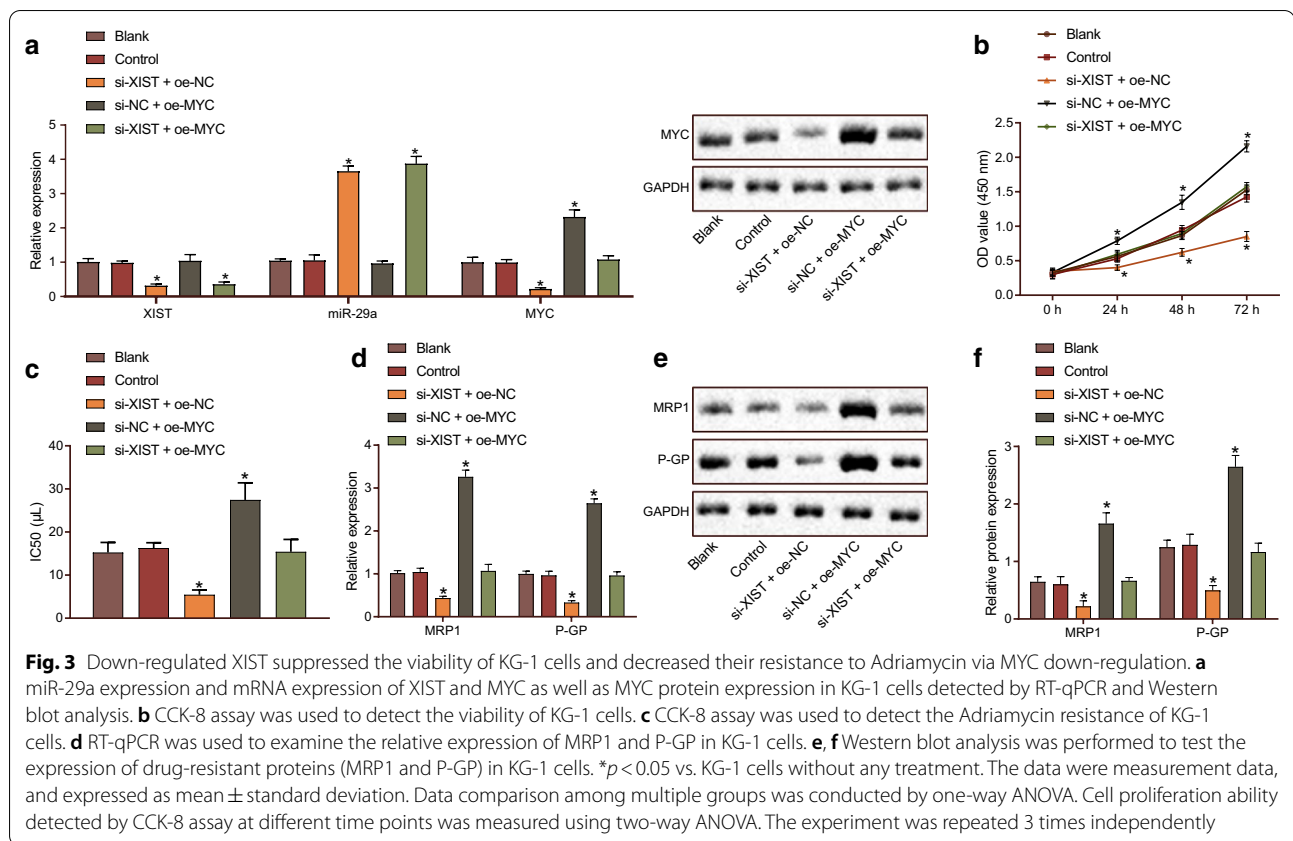 a
Blank
Control
si-XIST + oe-NC
si-NC + oe-MYC
si-XIST + oe-MYC
Relative expression
5
4
3
2
1
0
XIST
miR-29a
MYC
* * * * * *
MYC
GAPDH
Blank
Control
si-XIST + oe-NC
si-NC + oe-MYC
si-XIST + oe-MYC
b
Blank
Control
si-XIST + oe-NC
si-NC + oe-MYC
si-XIST + oe-MYC
OD value (450 nm)
2.5
2.0
1.5
1.0
0.5
0.0
0 h
24 h
48 h
72 h
* * * * * *
c
Blank
Control
si-XIST + oe-NC
si-NC + oe-MYC
si-XIST + oe-MYC
IC50 (µL)
40
30
20
10
0
* *
d
Blank
Control
si-XIST + oe-NC
si-NC + oe-MYC
si-XIST + oe-MYC
Relative expression
4
3
2
1
0
MRP1
P-GP
* * * *
e
MRP1
P-GP
GAPDH
Blank
Control
si-XIST + oe-NC
si-NC + oe-MYC
si-XIST + oe-MYC
f
Blank
Control
si-XIST + oe-NC
si-NC + oe-MYC
si-XIST + oe-MYC
Relative protein expression
3
2
1
0
MRP1
P-GP
* * * *
Fig. 3 Down-regulated XIST suppressed the viability of KG-1 cells and decreased their resistance to Adriamycin via MYC down-regulation. a
miR-29a expression and mRNA expression of XIST and MYC as well as MYC protein expression in KG-1 cells detected by RT-qPCR and Western
blot analysis. b CCK-8 assay was used to detect the viability of KG-1 cells. c CCK-8 assay was used to detect the Adriamycin resistance of KG-1
cells. d RT-qPCR was used to examine the relative expression of MRP1 and P-GP in KG-1 cells. e, f Western blot analysis was performed to test the
expression of drug-resistant proteins (MRP1 and P-GP) in KG-1 cells. *p < 0.05 vs. KG-1 cells without any treatment. The data were measurement data,
and expressed as mean ± standard deviation. Data comparison among multiple groups was conducted by one-way ANOVA. Cell proliferation ability
detected by CCK-8 assay at different time points was measured using two-way ANOVA. The experiment was repeated 3 times independently